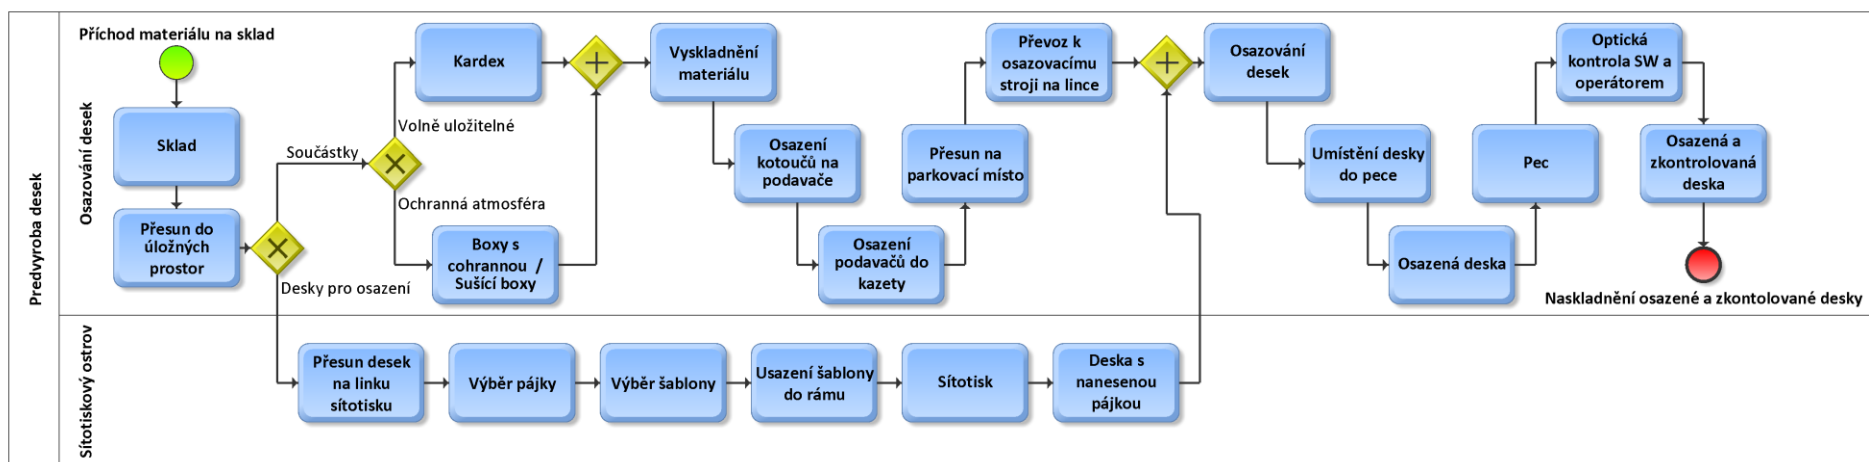 Predvyroba desek
Osazování desek
Příchod materiálu na sklad
Sklad
Přesun do
úložných
prostor
Součástky
Desky pro osazení
Volně uložitelné
Ochranná atmosféra
Kardex
Boxy s
cohrannou /
Sušící boxy
Vyskladnění
materiálu
Osazení
kotoučů na
podavače
Osazení
podavačů do
kazety
Přesun na
parkovací místo
Převoz k
osazovacímu
stroji na lince
Osazování
desek
Umístění desky
do pece
Osazená deska
Pec
Optická
kontrola SW a
operátorem
Osazená a
zkontrolovaná
deska
Naskladnění osazené a zkontolované desky
Sítotiskový ostrov
Přesun desek
na linku
sítotisku
Výběr pájky
Výběr šablony
Usazení šablony
do rámu
Sítotisk
Deska s
nanesenou
pájkou